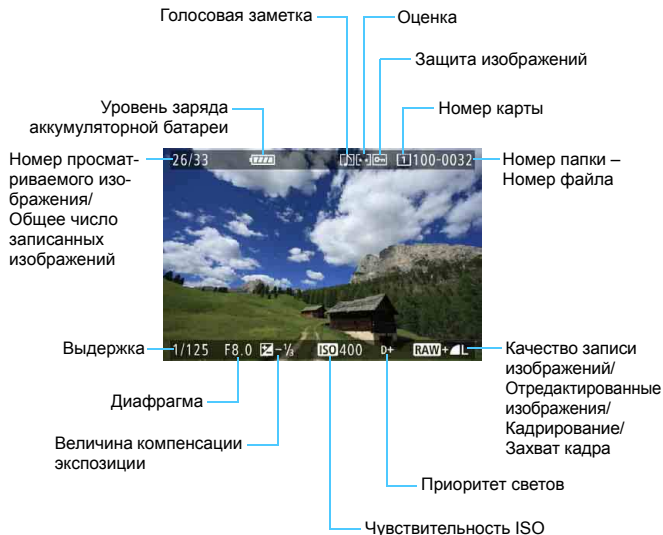 Голосовая заметка
Оценка
Защита изображений
Уровень заряда
аккумуляторной батареи
Номер карты
Номер просмат-
риваемого изо-
бражения/
Общее число
записанных
изображений
26/33
1 100-0032
Номер папки –
Номер файла
Выдержка
1/125 F8.0 -1/3 ISO 400 D+ RAW+L
Качество записи
изображений/
Отредактированные
изображения/
Кадрирование/
Захват кадра
Диафрагма
Величина компенсации
экспозиции
Приоритет светов
Чувствительность ISO